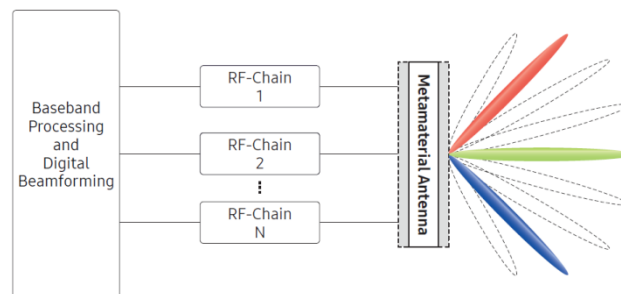 Baseband
Processing
and
Digital
Beamforming
RF-Chain
1
RF-Chain
2
RF-Chain
N
Metamaterial Antenna